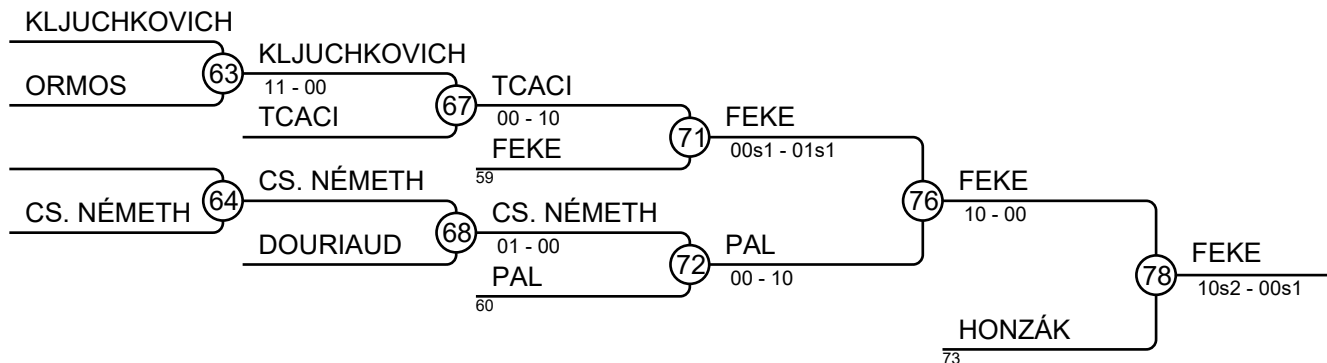 KLJUCHKOVICH
63
KLJUCHKOVICH
11 - 00
ORMOS
TCACI
67
TCACI
00 - 10
FEKE
59
71
FEKE
00s1 - 01s1
64
CS. NÉMETH
CS. NÉMETH
DOURIAUD
68
CS. NÉMETH
01 - 00
PAL
60
72
PAL
00 - 10
76
FEKE
10 - 00
HONZÁK
73
78
FEKE
10s2 - 00s1